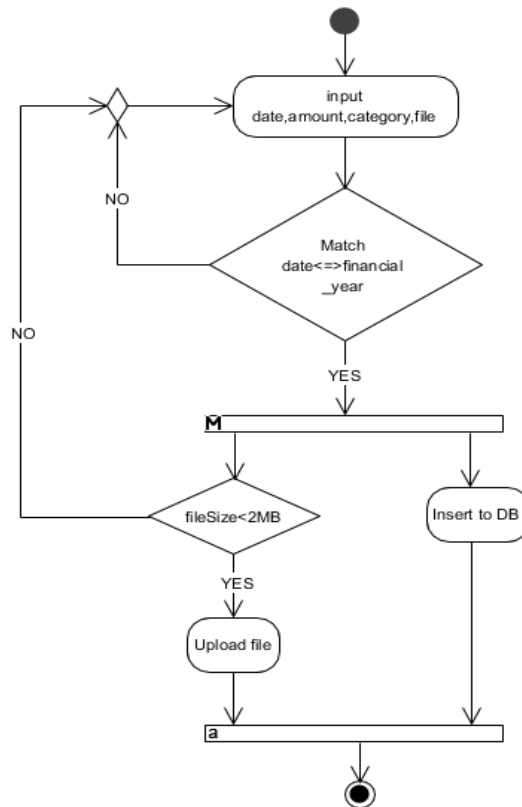 input
date,amount,category,file
NO
Match
date<=>financial
_year
NO
YES
M
fileSize<2MB
Insert to DB
YES
Upload file
a